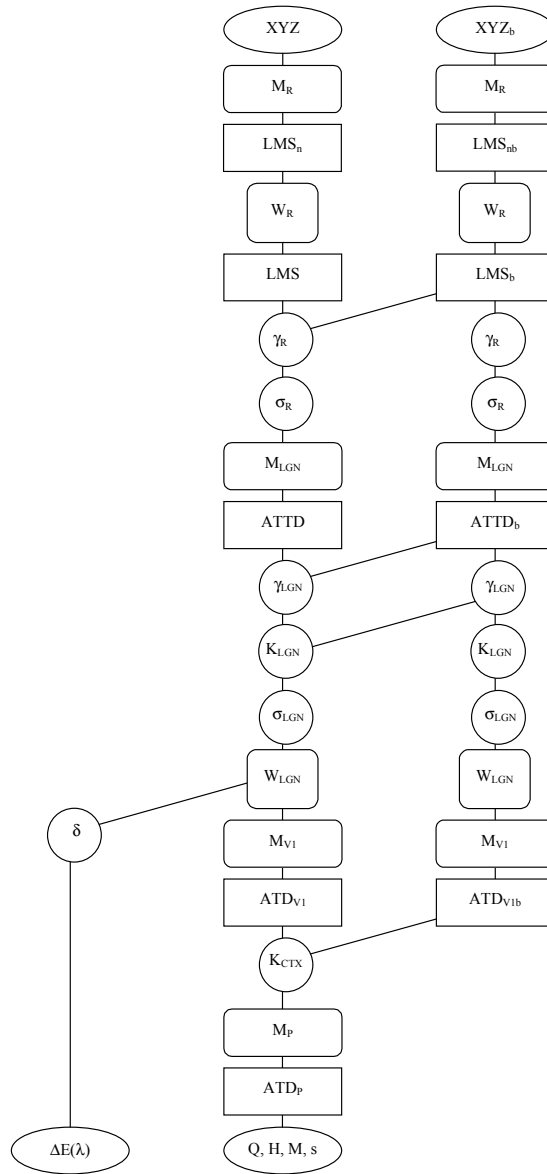 XYZ XYZb
MR MR
LMSn LMSnb
WR WR
LMS LMSb
γR γR
σR σR
MLGN MLGN
ATTD ATTDb
γLGN γLGN
KLGN KLGN
σLGN σLGN
WLGN WLGN
δ MV1 MV1
ATDV1 ATDV1b
KCTX
MP
ATDP
ΔE(λ) Q, H, M, s